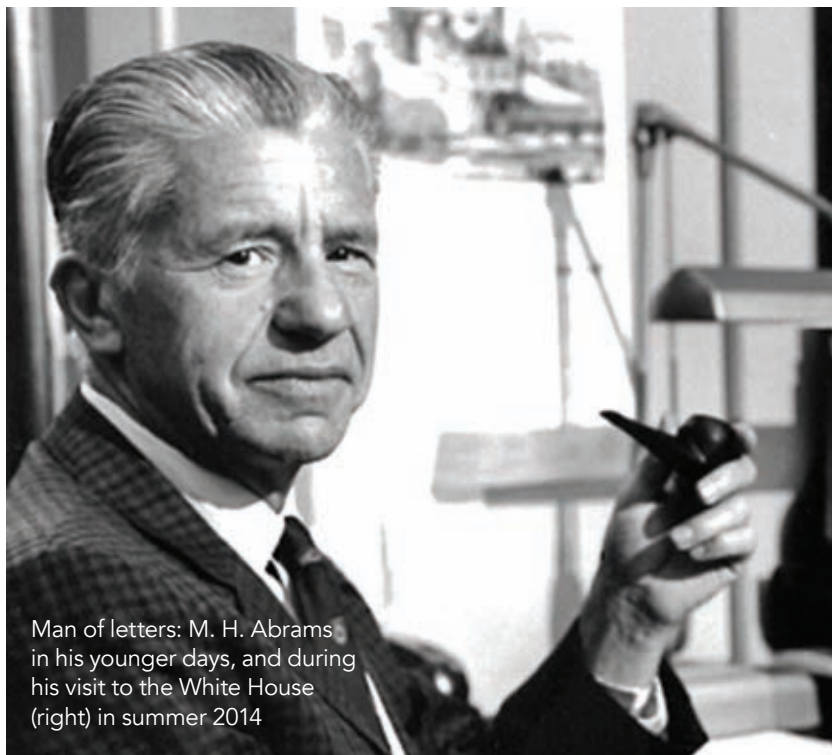 Man of letters: M. H. Abrams
in his younger days, and during
his visit to the White House
(right) in summer 2014